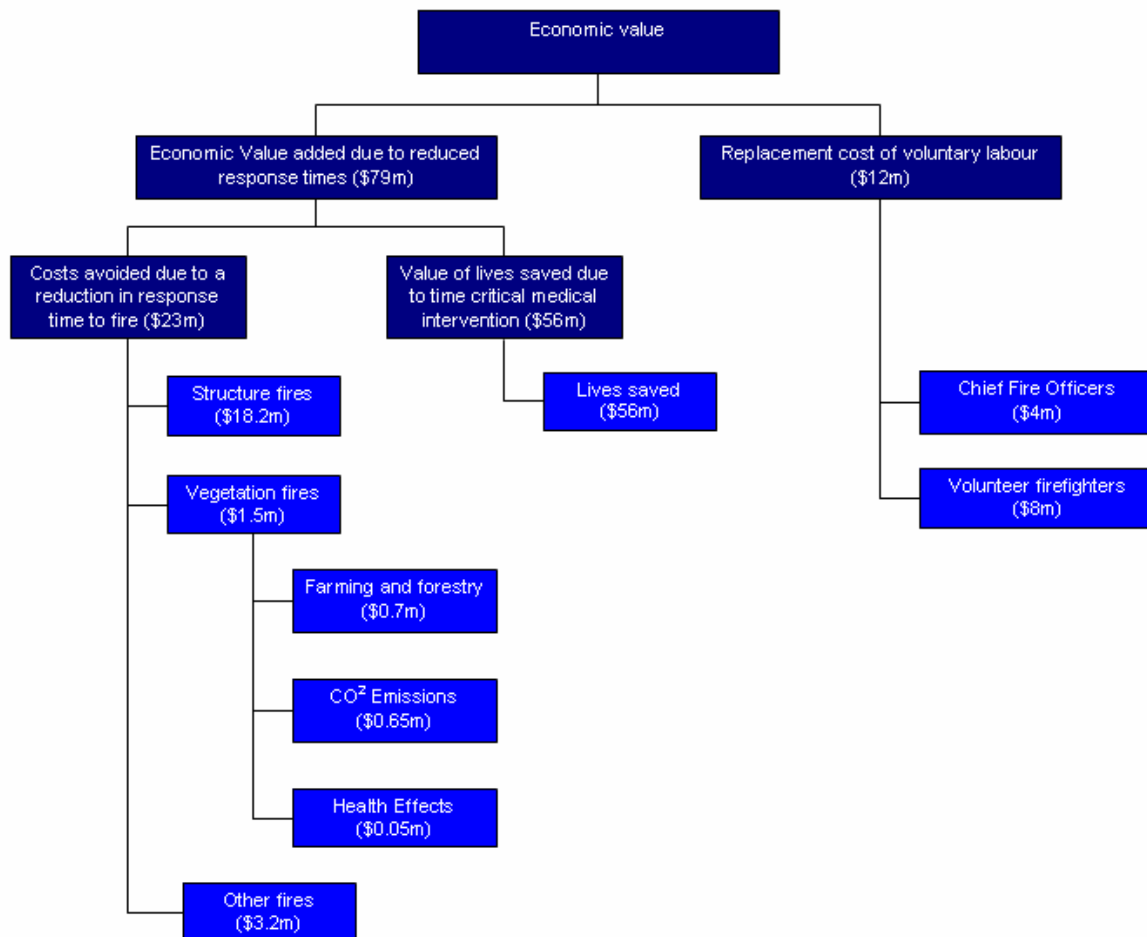 Economic value
Economic Value added due to reduced
response times ($79m)
Replacement cost of voluntary labour
($12m)
Costs avoided due to a
reduction in response
time to fire ($23m)
Value of lives saved due
to time critical medical
intervention ($56m)
Structure fires
($18.2m)
Lives saved
($56m)
Chief Fire Officers
($4m)
Vegetation fires
($1.5m)
Volunteer firefighters
($8m)
Farming and forestry
($0.7m)
CO² Emissions
($0.65m)
Health Effects
($0.05m)
Other fires
($3.2m)